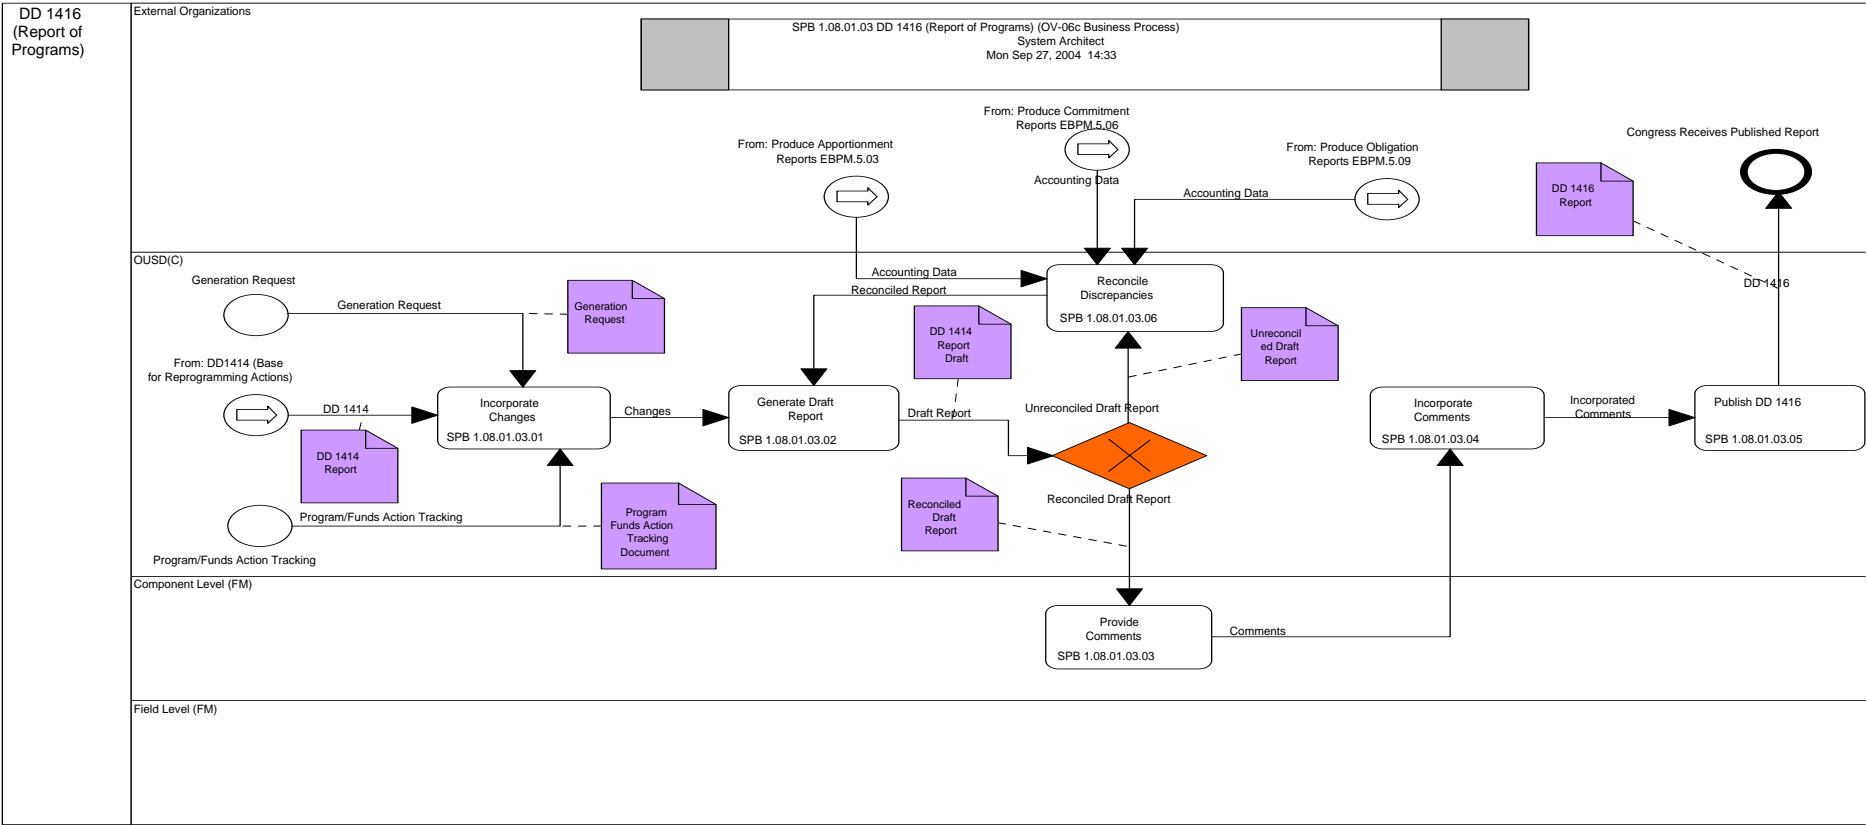 DD 1416
(Report of
Programs)
External Organizations
SPB 1.08.01.03 DD 1416 (Report of Programs) (OV-06c Business Process)
System Architect
Mon Sep 27, 2004  14:33
From: Produce Apportionment
Reports EBPM.5.03
From: Produce Commitment
Reports EBPM.5.06
Accounting Data
From: Produce Obligation
Reports EBPM.5.09
Accounting Data
Congress Receives Published Report
DD 1416
Report
DD 1416
OUSD(C)
Generation Request
Generation Request
Generation
Request
Accounting Data
Reconciled Report
Reconcile
Discrepancies
SPB 1.08.01.03.06
DD 1414
Report
Draft
Unreconcil
ed Draft
Report
From: DD1414 (Base
for Reprogramming Actions)
DD 1414
DD 1414
Report
Incorporate
Changes
SPB 1.08.01.03.01
Changes
Generate Draft
Report
SPB 1.08.01.03.02
Draft Report
Unreconciled Draft Report
Reconciled Draft Report
Reconciled
Draft
Report
Incorporate
Comments
SPB 1.08.01.03.04
Incorporated
Comments
Publish DD 1416
SPB 1.08.01.03.05
Program/Funds Action Tracking
Program/Funds Action Tracking
Program
Funds Action
Tracking
Document
Component Level (FM)
Provide
Comments
SPB 1.08.01.03.03
Comments
Field Level (FM)